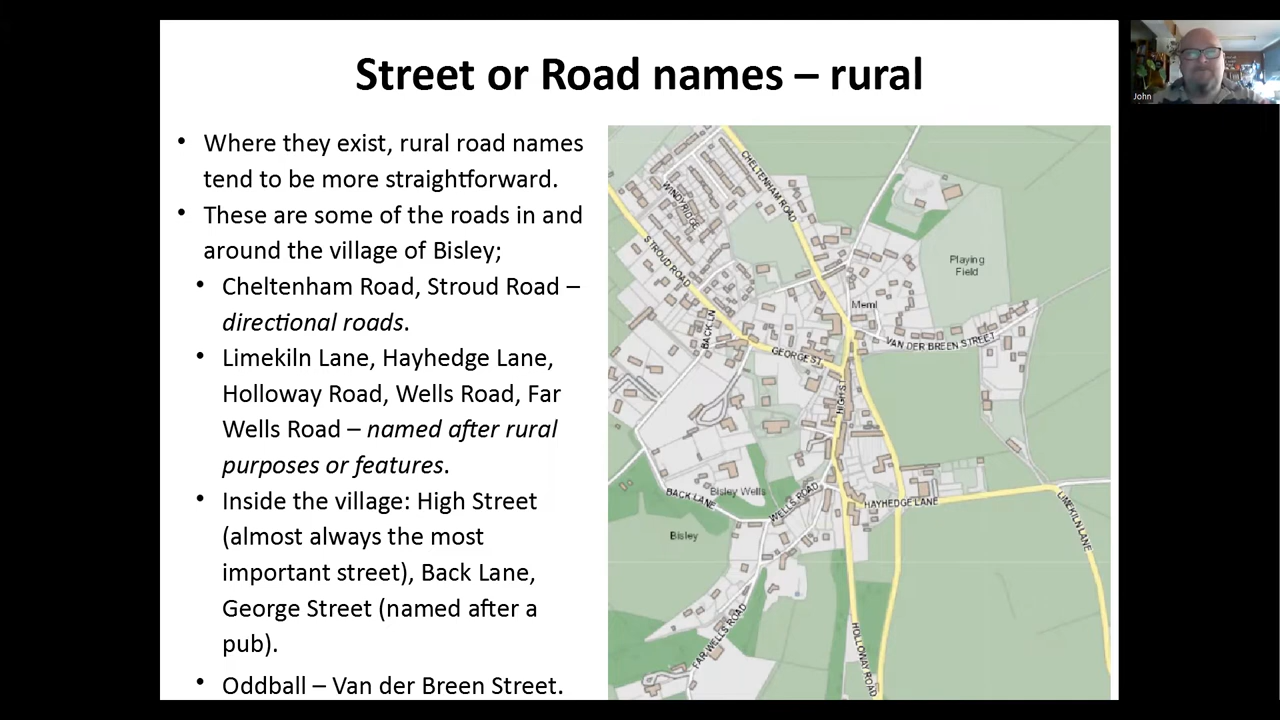 Street or Road names – rural
• Where they exist, rural road names
tend to be more straightforward.
• These are some of the roads in and
around the village of Bisley;
• Cheltenham Road, Stroud Road –
directional roads.
• Limekiln Lane, Hayhedge Lane,
Holloway Road, Wells Road, Far
Wells Road – named after rural
purposes or features.
• Inside the village: High Street
(almost always the most
important street), Back Lane,
George Street (named after a
pub).
• Oddball – Van der Breen Street.
CHELTENHAM ROAD
WINDYRIDGE
STROUD ROAD
Playing
Field
Meml
BACK LN
VAN DER BREEN STREET
GEORGE ST
HIGH ST
BACK LANE
Bisley Wells
WELLS ROAD
HAYHEDGE LANE
LIMEKILN LANE
Bisley
FAR WELLS ROAD
HOLLOWAY ROAD
John